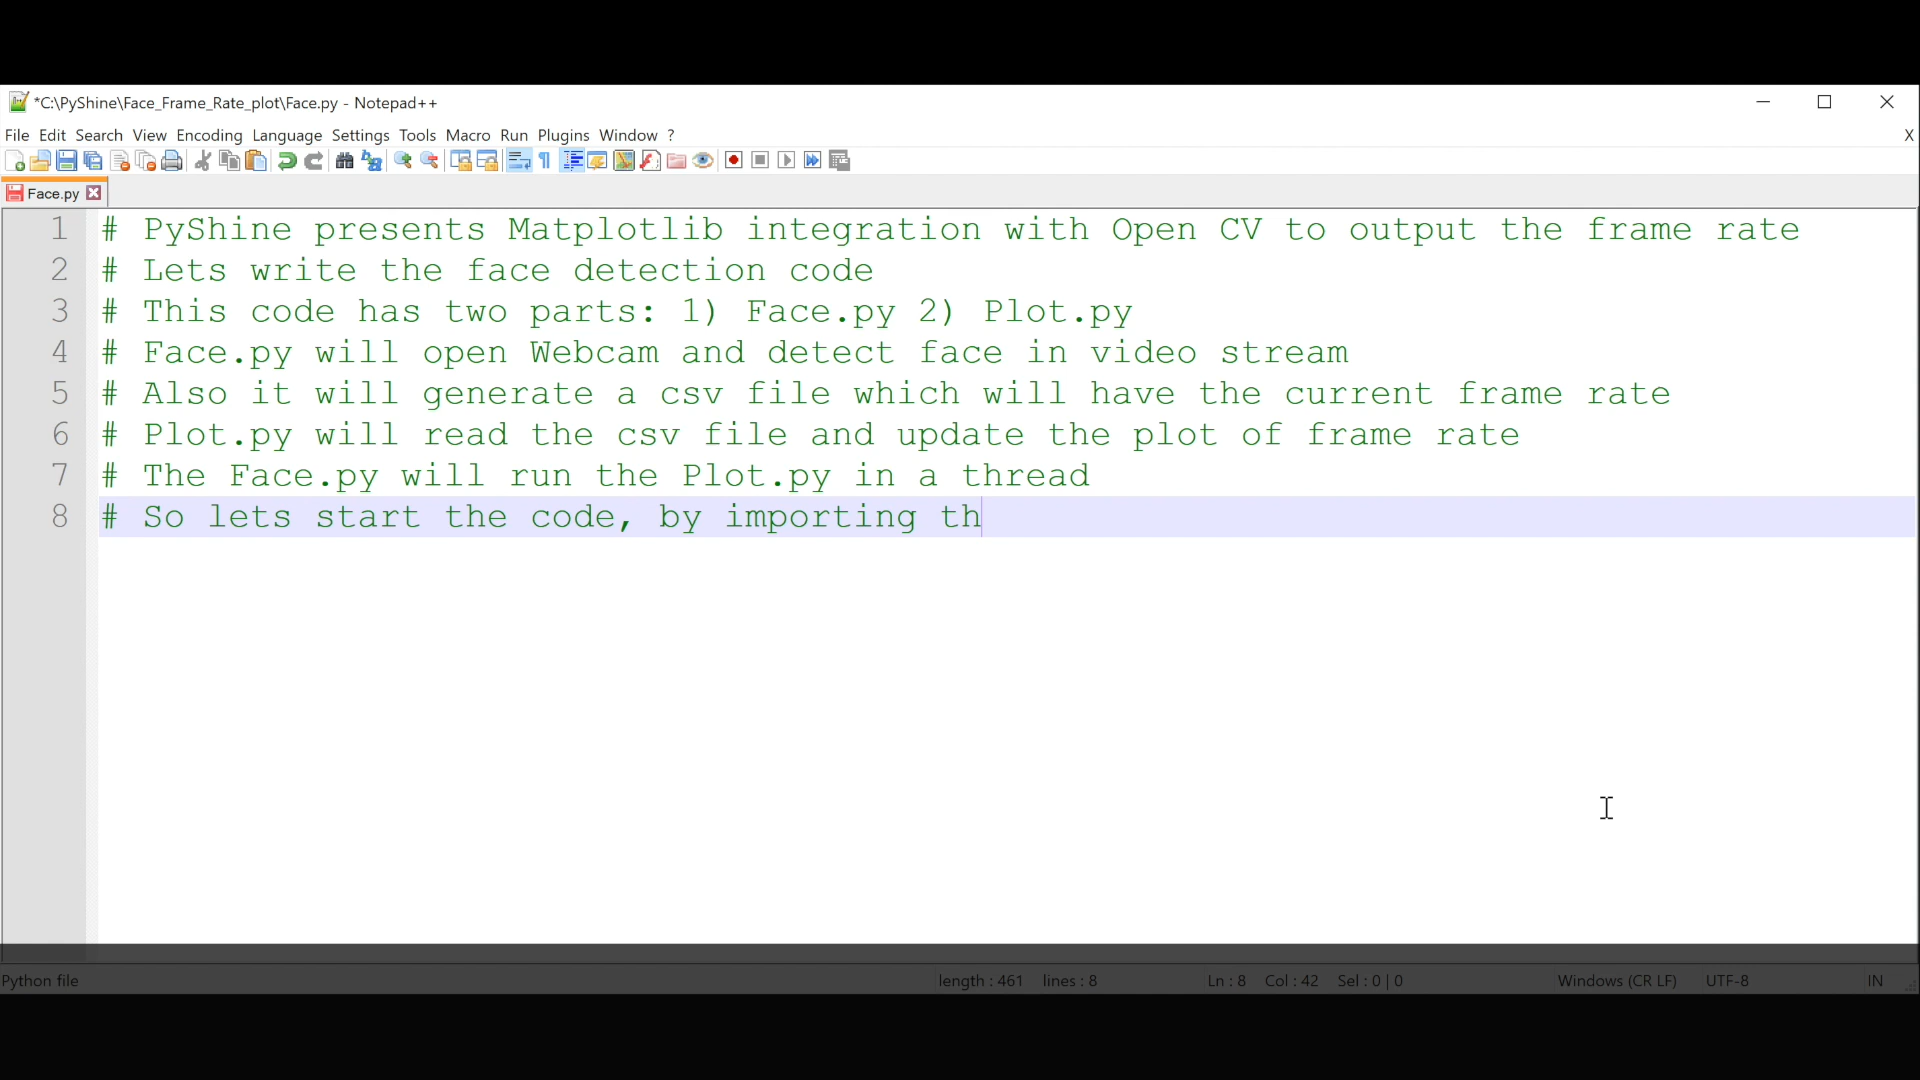 *C:\PyShine\Face_Frame_Rate_plot\Face.py - Notepad++
File Edit Search View Encoding Language Settings Tools Macro Run Plugins Window ? X
Face.py
1 # PyShine presents Matplotlib integration with Open CV to output the frame rate
2 # Lets write the face detection code
3 # This code has two parts: 1) Face.py 2) Plot.py
4 # Face.py will open Webcam and detect face in video stream
5 # Also it will generate a csv file which will have the current frame rate
6 # Plot.py will read the csv file and update the plot of frame rate
7 # The Face.py will run the Plot.py in a thread
8 # So lets start the code, by importing th
Python file length : 461 lines : 8 Ln : 8 Col : 42 Sel : 0 | 0 Windows (CR LF) UTF-8 IN